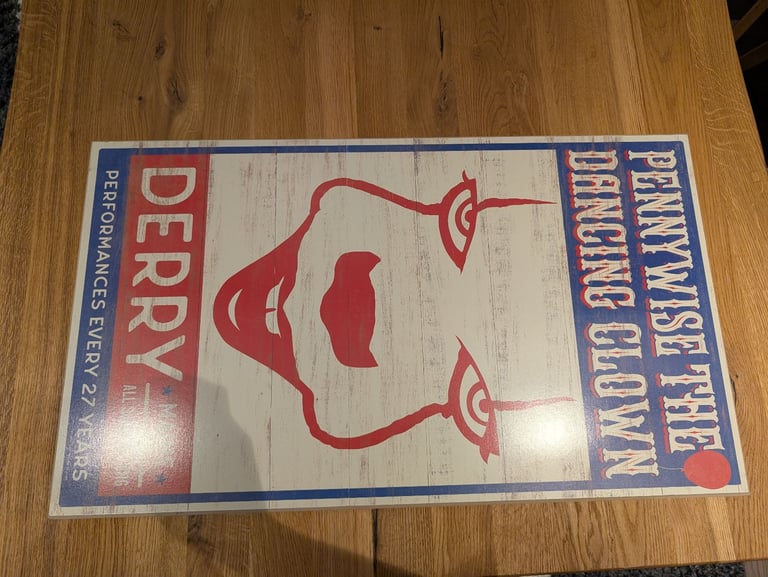 PENNYWISE THE
DANCING CLOWN
DERRY
PERFORMANCES EVERY 27 YEARS